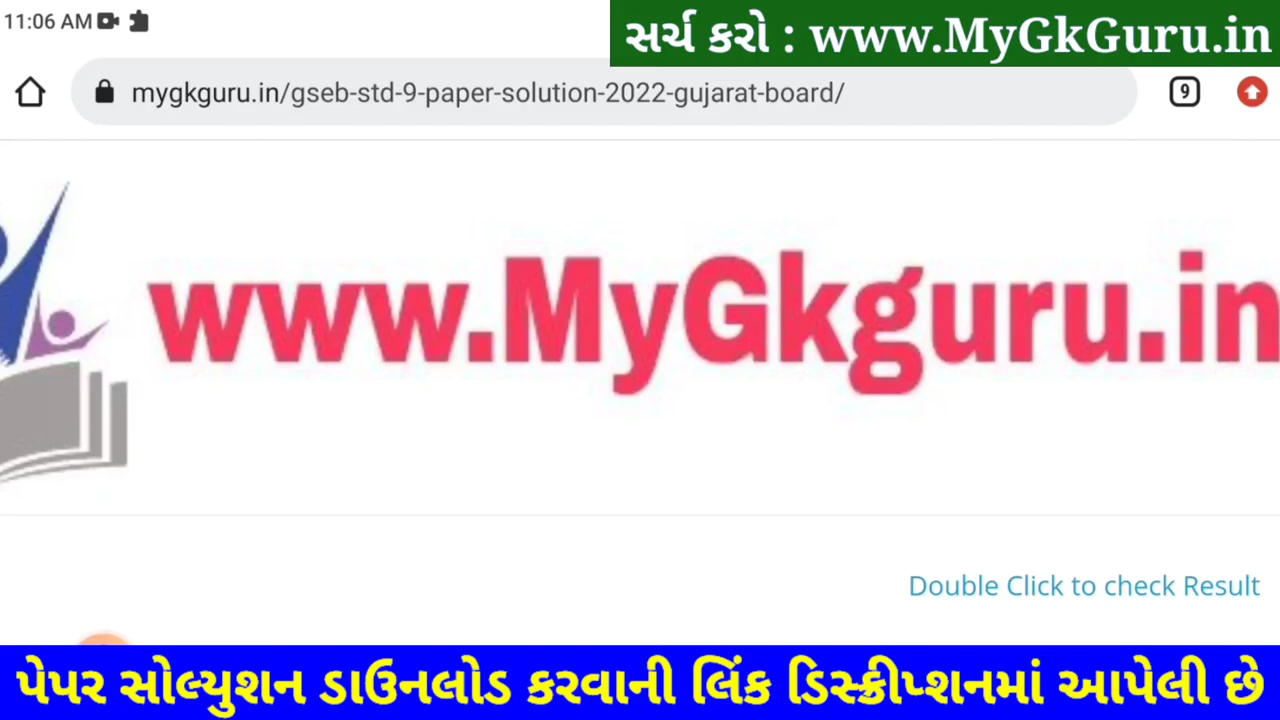 11:06 AM
સર્ચ કરો : www.MyGkGuru.in
mygkguru.in/gseb-std-9-paper-solution-2022-gujarat-board/
9
www.MyGkguru.in
Double Click to check Result
પેપર સોલ્યુશન ડાઉનલોડ કરવાની લિંક ડિસ્ક્રીપ્શનમાં આપેલી છે